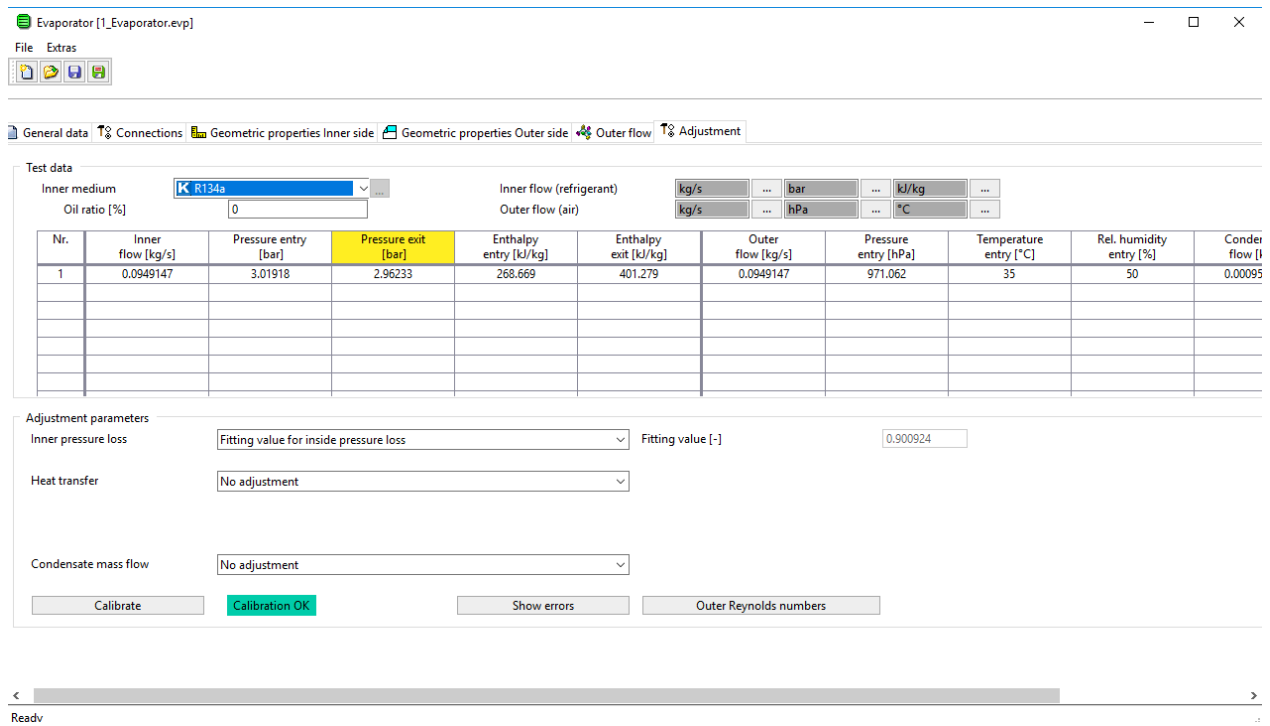 Evaporator [1_Evaporator.evp]
File Extras
General data Connections Geometric properties Inner side Geometric properties Outer side Outer flow Adjustment
Test data
Inner medium K R134a ... Inner flow (refrigerant) kg/s ... bar ... kJ/kg ...
Oil ratio [%] 0 Outer flow (air) kg/s ... hPa ... °C ...
Nr. Inner Pressure entry Pressure exit Enthalpy Enthalpy Outer Pressure Temperature Rel. humidity Conden
flow [kg/s] [bar] [bar] entry [kJ/kg] exit [kJ/kg] flow [kg/s] entry [hPa] entry [°C] entry [%] flow [k
1 0.0949147 3.01918 2.96233 268.669 401.279 0.0949147 971.062 35 50 0.00095
Adjustment parameters
Inner pressure loss Fitting value for inside pressure loss Fitting value [-] 0.900924
Heat transfer No adjustment
Condensate mass flow No adjustment
Calibrate Calibration OK Show errors Outer Reynolds numbers
Ready